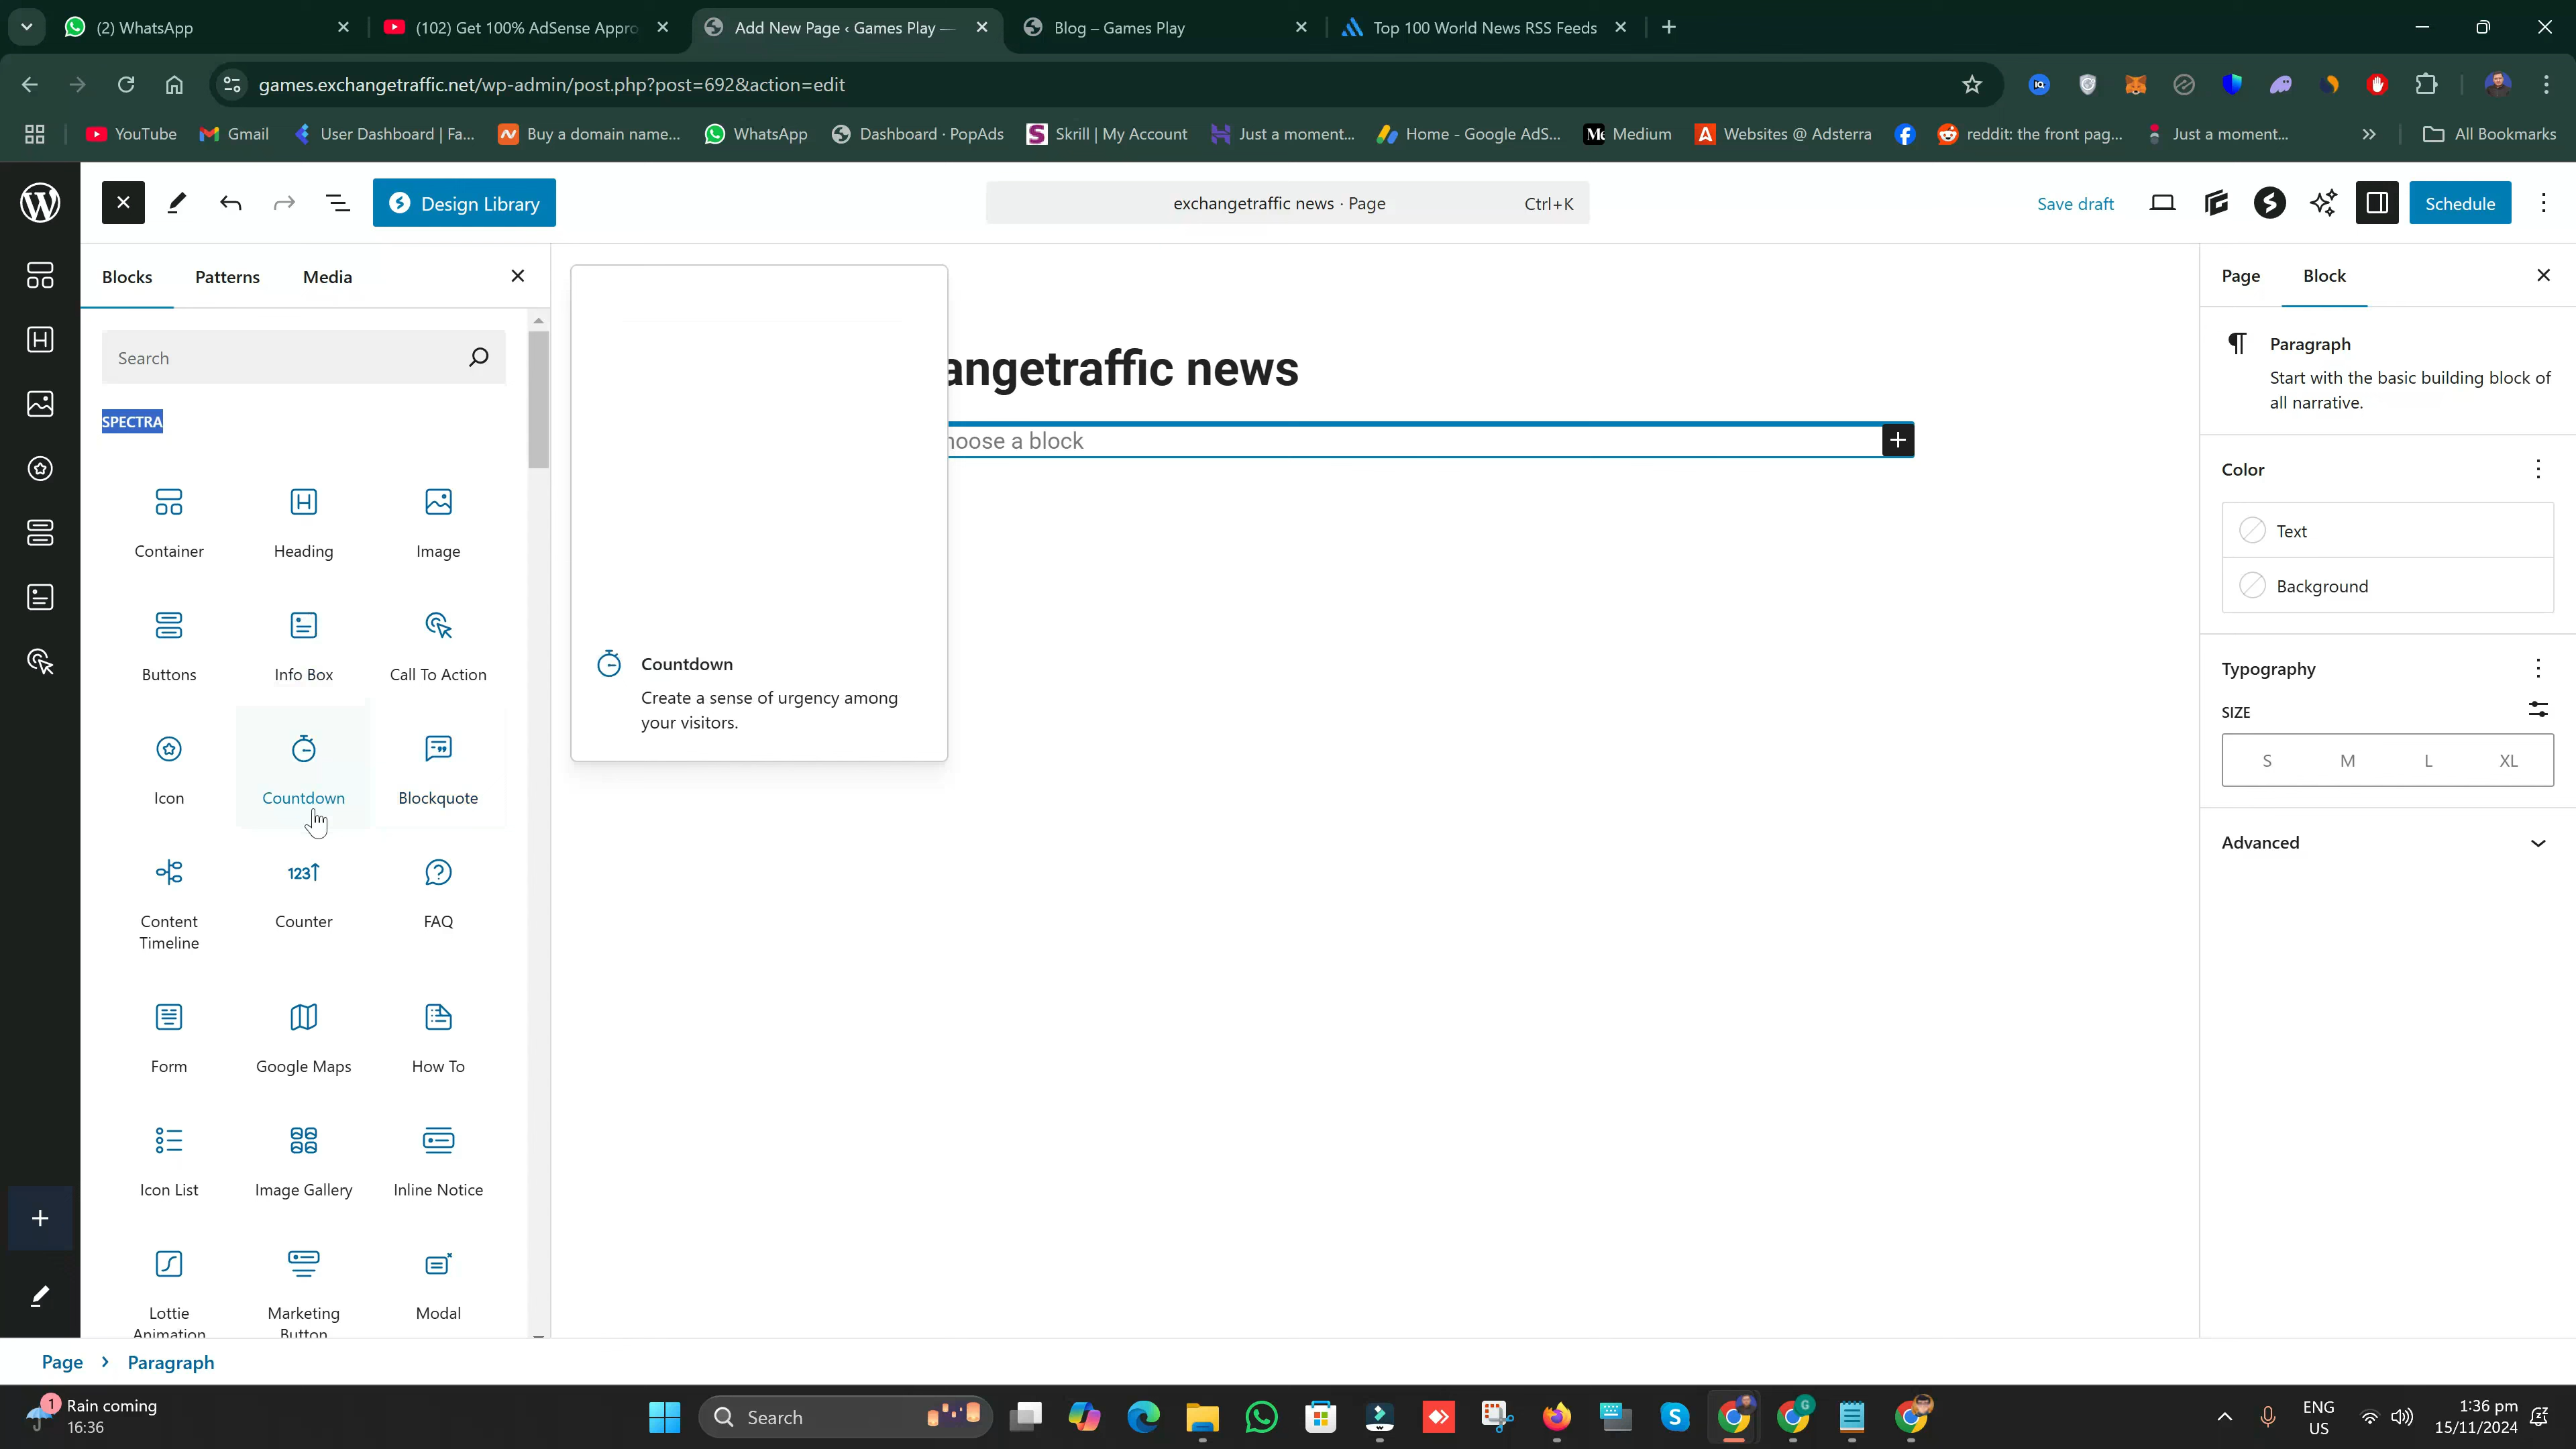 (2) WhatsApp
(102) Get 100% AdSense Appro
Add New Page ‹ Games Play —
Blog – Games Play
Top 100 World News RSS Feeds
games.exchangetraffic.net/wp-admin/post.php?post=692&action=edit
YouTube
Gmail
User Dashboard | Fa...
Buy a domain name...
WhatsApp
Dashboard · PopAds
Skrill | My Account
Just a moment...
Home - Google AdS...
Medium
Websites @ Adsterra
reddit: the front pag...
Just a moment...
All Bookmarks
Design Library
exchangetraffic news · Page
Ctrl+K
Save draft
Schedule
Blocks
Patterns
Media
Search
SPECTRA
Container
Heading
Image
Buttons
Info Box
Call To Action
Icon
Countdown
Blockquote
Content
Timeline
123↑
Counter
FAQ
Form
Google Maps
How To
Icon List
Image Gallery
Inline Notice
Lottie
Animation
Marketing
Button
Modal
Countdown
Create a sense of urgency among
your visitors.
angetraffic news
hoose a block
Page
Block
Paragraph
Start with the basic building block of
all narrative.
Color
Text
Background
Typography
SIZE
S
M
L
XL
Advanced
Page › Paragraph
1
Rain coming
16:36
Search
G
ENG
US
1:36 pm
15/11/2024